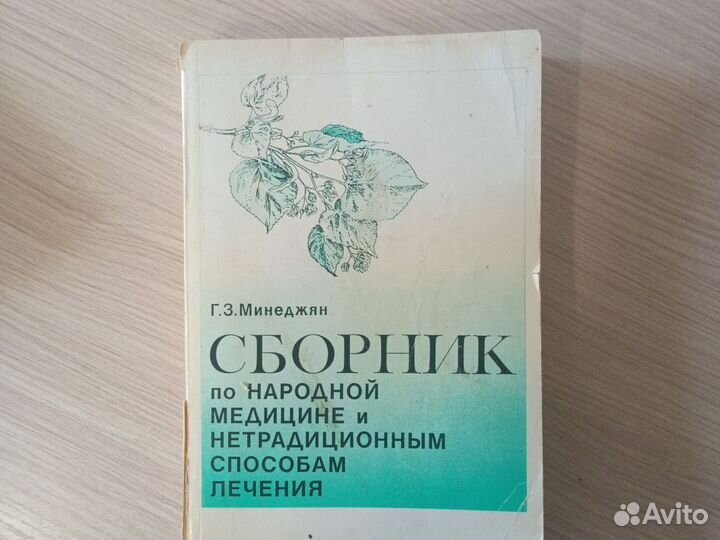 Г.З.Минеджян
СБОРНИК
по НАРОДНОЙ
МЕДИЦИНЕ и
НЕТРАДИЦИОННЫМ
СПОСОБАМ
ЛЕЧЕНИЯ
Avito